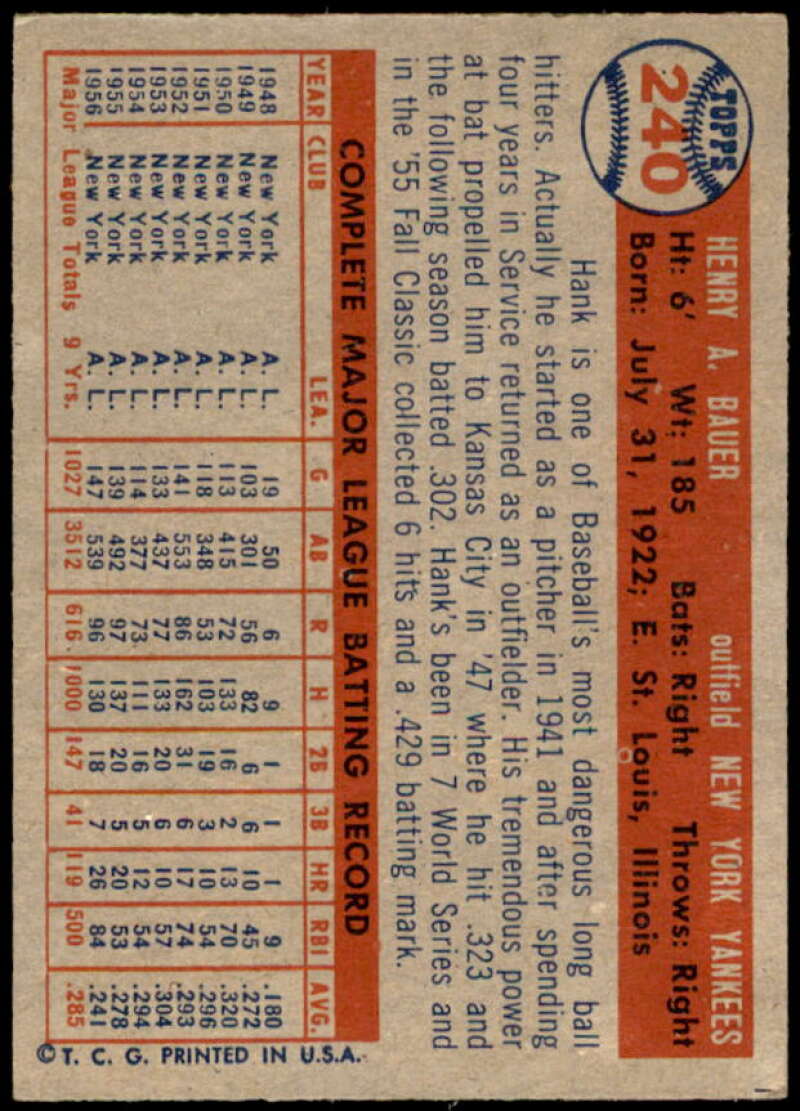 TOPPS
240
HENRY A. BAUER outfield NEW YORK YANKEES
Ht: 6' Wt: 185 Bats: Right Throws: Right
Born: July 31, 1922; E. St. Louis, Illinois
Hank is one of Baseball's most dangerous long ball
hitters. Actually he started as a pitcher in 1941 and after spending
four years in Service returned as an outfielder. His tremendous power
at bat propelled him to Kansas City in '47 where he hit .323 and
the following season batted .302. Hank's been in 7 World Series and
in the '55 Fall Classic collected 6 hits and a .429 batting mark.
COMPLETE MAJOR LEAGUE BATTING RECORD
YEAR CLUB LEA. G AB R H 2B 3B HR RBI AVG.
1948 New York A. L. 19 50 6 9 1 1 1 9 .180
1949 New York A. L. 103 301 56 82 6 6 10 45 .272
1950 New York A. L. 113 415 72 133 16 2 13 70 .320
1951 New York A. L. 118 348 53 103 19 3 10 54 .296
1952 New York A. L. 141 553 86 162 31 6 17 74 .293
1953 New York A. L. 133 437 77 133 20 6 10 57 .304
1954 New York A. L. 114 377 73 111 16 5 12 54 .294
1955 New York A. L. 139 492 97 137 20 5 20 53 .278
1956 New York A. L. 147 539 96 130 18 7 26 84 .241
Major League Totals 9 Yrs. 1027 3512 616. 1000 147 41 119 500 .285
© T. C. G. PRINTED IN U.S.A.